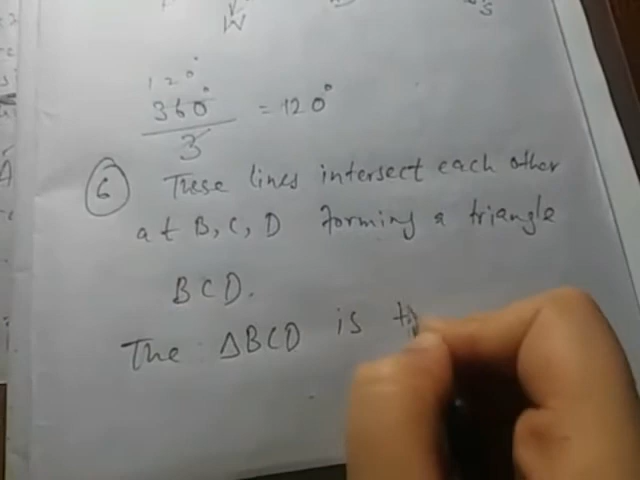 W
120°
360° = 120°
3
6 These lines intersect each other
at B, C, D forming a triangle
BCD.
The ΔBCD is